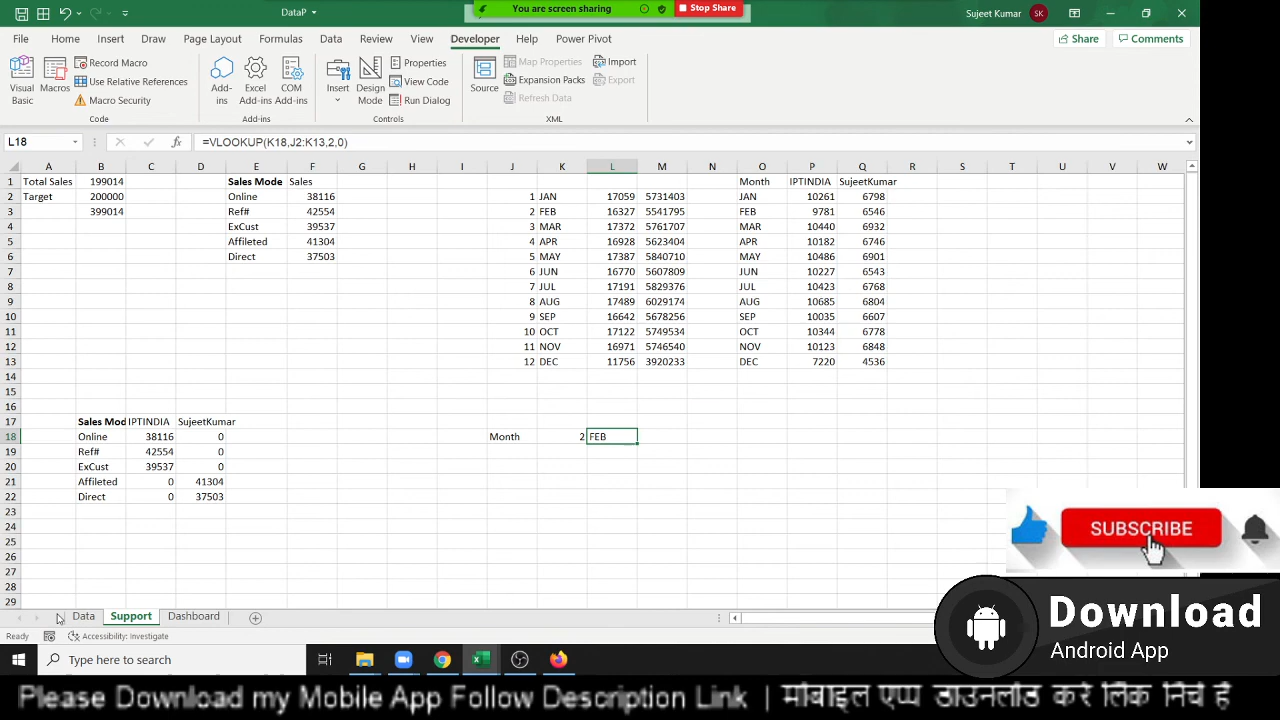 DataP
You are screen sharing
Stop Share
Sujeet Kumar
SK
File Home Insert Draw Page Layout Formulas Data Review View Developer Help Power Pivot
Share Comments
Visual Basic
Macros
Record Macro
Use Relative References
Macro Security
Code
Add-ins
Excel Add-ins
COM Add-ins
Add-ins
Insert
Design Mode
Properties
View Code
Run Dialog
Controls
Source
Map Properties
Expansion Packs
Refresh Data
Import
Export
XML
L18 fx =VLOOKUP(K18,J2:K13,2,0)
A B C D E F G H I J K L M N O P Q R S T U V W
1 Total Sales 199014 Sales Mode Sales Month IPTINDIA SujeetKumar
2 Target 200000 Online 38116 1 JAN 17059 5731403 JAN 10261 6798
3 399014 Ref# 42554 2 FEB 16327 5541795 FEB 9781 6546
4 ExCust 39537 3 MAR 17372 5761707 MAR 10440 6932
5 Affileted 41304 4 APR 16928 5623404 APR 10182 6746
6 Direct 37503 5 MAY 17387 5840710 MAY 10486 6901
7 6 JUN 16770 5607809 JUN 10227 6543
8 7 JUL 17191 5829376 JUL 10423 6768
9 8 AUG 17489 6029174 AUG 10685 6804
10 9 SEP 16642 5678256 SEP 10035 6607
11 10 OCT 17122 5749534 OCT 10344 6778
12 11 NOV 16971 5746540 NOV 10123 6848
13 12 DEC 11756 3920233 DEC 7220 4536
14
15
16
17 Sales Mod IPTINDIA SujeetKumar
18 Online 38116 0 Month 2 FEB
19 Ref# 42554 0
20 ExCust 39537 0
21 Affileted 0 41304
22 Direct 0 37503
23
24
25
26
27
28
29
SUBSCRIBE
Download
Android App
Data Support Dashboard
Ready Accessibility: Investigate
Type here to search
Please Download my Mobile App Follow Description Link | मोबाइल एप्प डाउनलोड करे लिंक निचे है